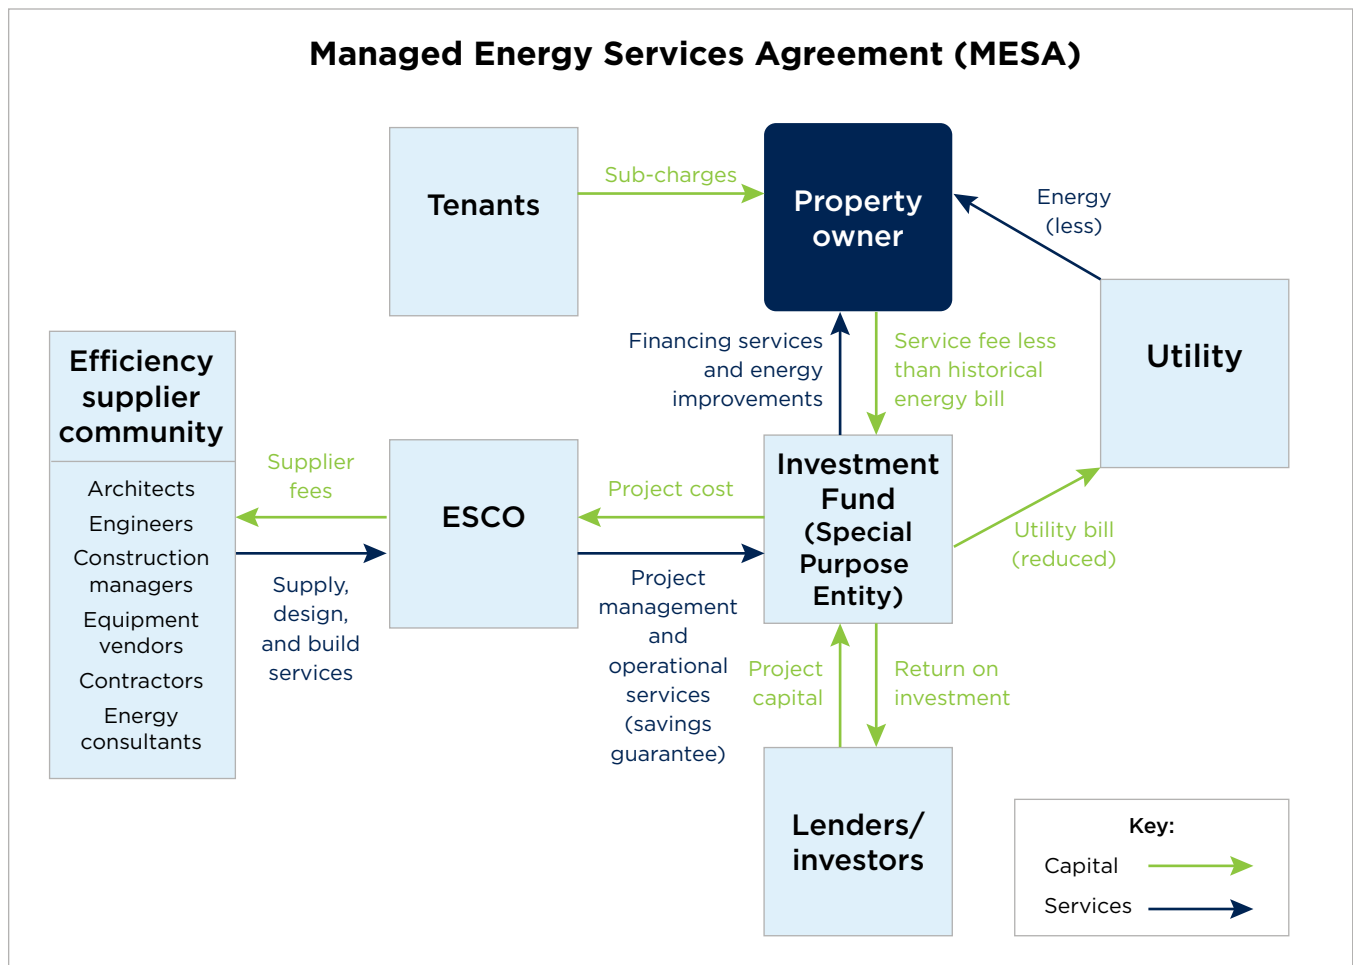 Managed Energy Services Agreement (MESA)
Tenants
Sub-charges
Property
owner
Energy
(less)
Utility
Financing services
and energy
improvements
Service fee less
than historical
energy bill
Efficiency
supplier
community
Architects
Engineers
Construction
managers
Equipment
vendors
Contractors
Energy
consultants
Supplier
fees
Supply,
design,
and build
services
ESCO
Project cost
Project
management
and
operational
services
(savings
guarantee)
Investment
Fund
(Special
Purpose
Entity)
Utility bill
(reduced)
Project
capital
Return on
investment
Lenders/
investors
Key:
Capital
Services